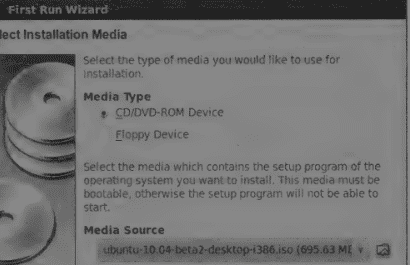 First Run Wizard
lect Installation Media
Select the type of media you would like to use for
installation.
Media Type
CD/DVD-ROM Device
Floppy Device
Select the media which contains the setup program of the
operating system you want to install. This media must be
bootable, otherwise the setup program will not be able to
start.
Media Source
ubuntu-10.04-beta2-desktop-i386.iso (695.63 MI